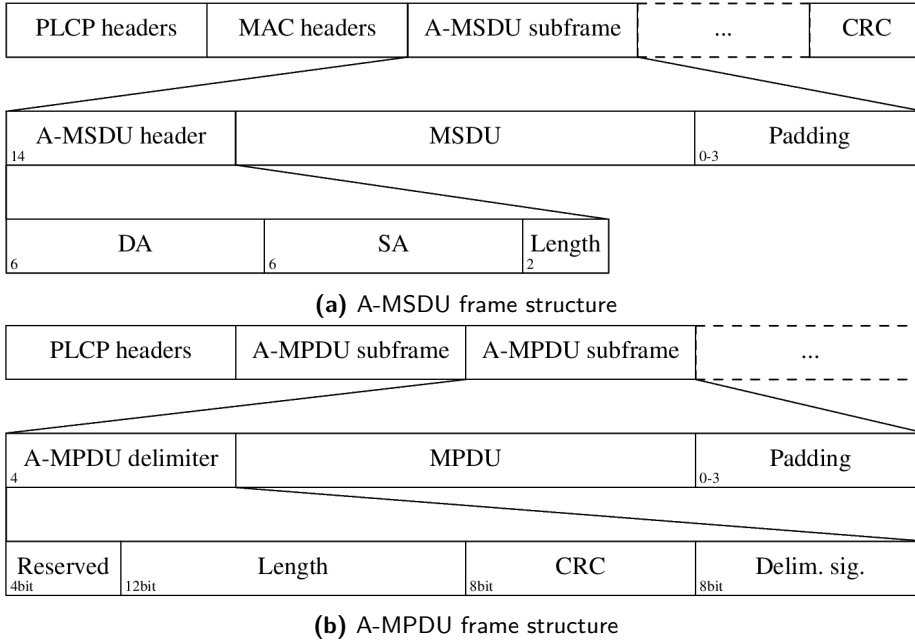 PLCP headers MAC headers A-MSDU subframe ... CRC
A-MSDU header MSDU Padding
14 0-3
DA SA Length
6 6 2
(a) A-MSDU frame structure
PLCP headers A-MPDU subframe A-MPDU subframe ...
A-MPDU delimiter MPDU Padding
4 0-3
Reserved Length CRC Delim. sig.
4bit 12bit 8bit 8bit
(b) A-MPDU frame structure